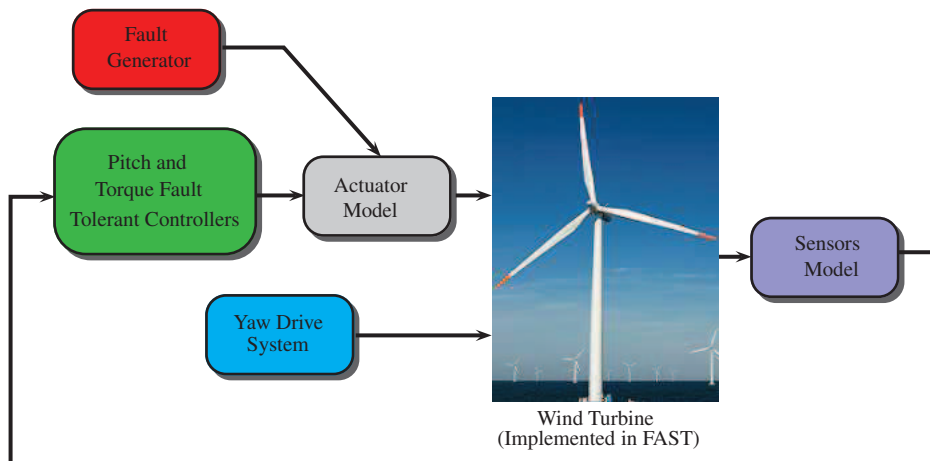 Fault
Generator
Pitch and
Torque Fault
Tolerant Controllers
Actuator
Model
Sensors
Model
Yaw Drive
System
Wind Turbine
(Implemented in FAST)